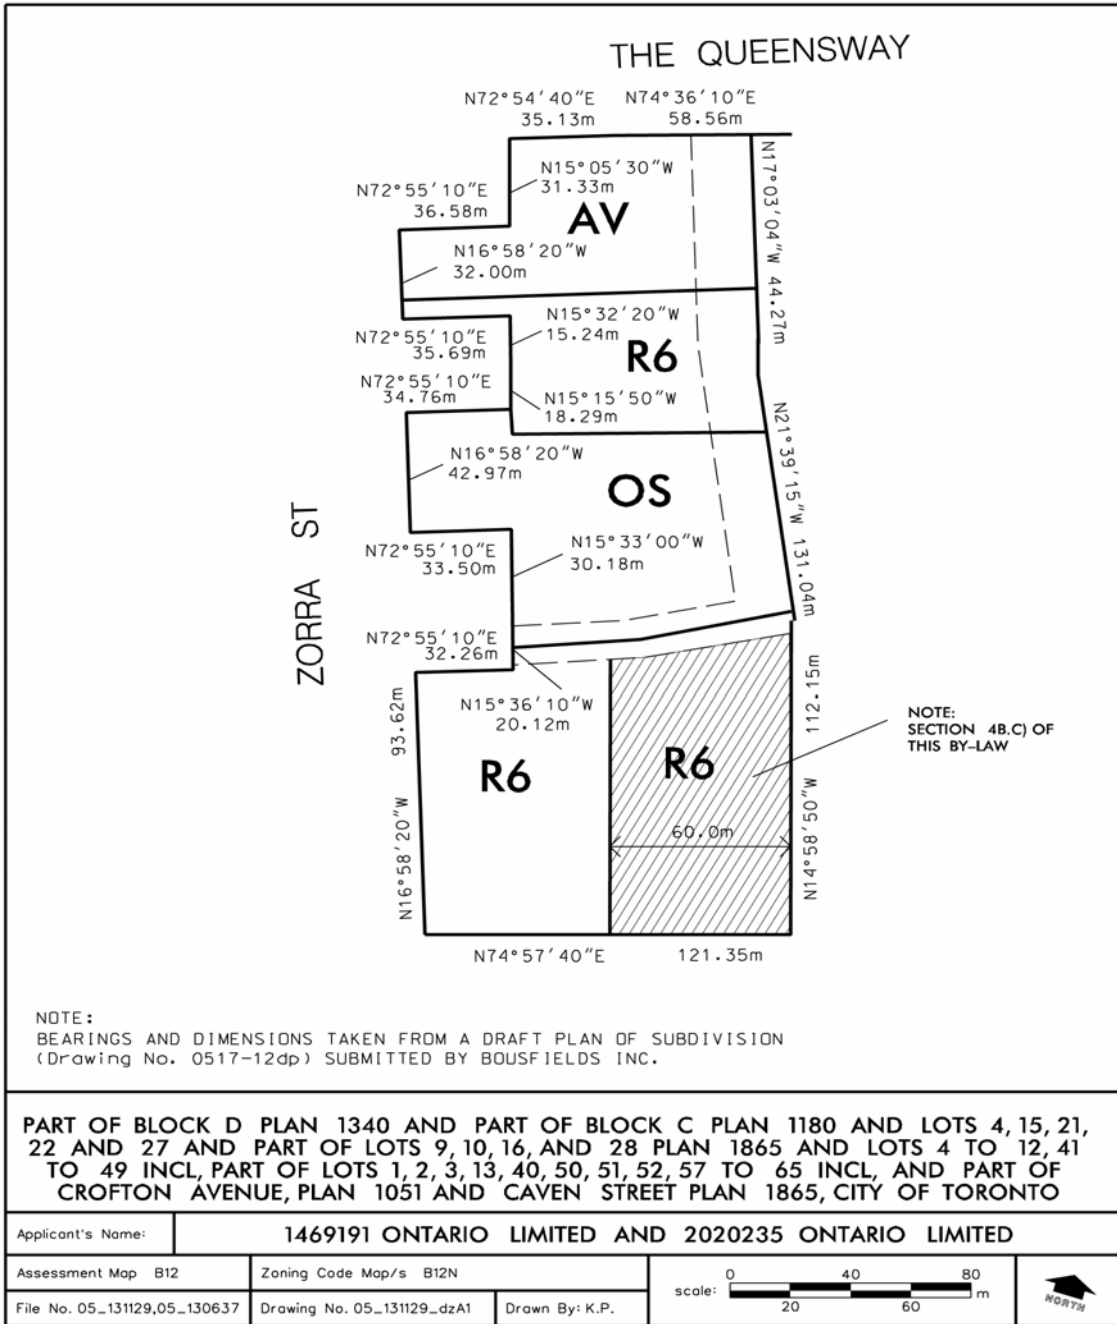 THE QUEENSWAY
N72°54'40"E N74°36'10"E
35.13m 58.56m
N15°05'30"W
31.33m
N72°55'10"E
36.58m
AV
N17°03'04"W 44.27m
N16°58'20"W
32.00m
N15°32'20"W
15.24m
N72°55'10"E
35.69m
R6
N72°55'10"E
34.76m
N15°15'50"W
18.29m
N21°39'15"W 131.04m
N16°58'20"W
42.97m
OS
ZORRA ST
N72°55'10"E
33.50m
N15°33'00"W
30.18m
N72°55'10"E
32.26m
N15°36'10"W
20.12m
N16°58'20"W 93.62m
R6
R6
60.0m
N14°58'50"W 112.15m
NOTE:
SECTION 4B.C) OF
THIS BY-LAW
N74°57'40"E 121.35m
NOTE:
BEARINGS AND DIMENSIONS TAKEN FROM A DRAFT PLAN OF SUBDIVISION
(Drawing No. 0517-12dp) SUBMITTED BY BOUSFIELDS INC.
PART OF BLOCK D PLAN 1340 AND PART OF BLOCK C PLAN 1180 AND LOTS 4, 15, 21,
22 AND 27 AND PART OF LOTS 9, 10, 16, AND 28 PLAN 1865 AND LOTS 4 TO 12, 41
TO 49 INCL, PART OF LOTS 1, 2, 3, 13, 40, 50, 51, 52, 57 TO 65 INCL, AND PART OF
CROFTON AVENUE, PLAN 1051 AND CAVEN STREET PLAN 1865, CITY OF TORONTO
Applicant's Name: 1469191 ONTARIO LIMITED AND 2020235 ONTARIO LIMITED
Assessment Map B12 Zoning Code Map/s B12N
File No. 05_131129,05_130637 Drawing No. 05_131129_dzA1 Drawn By: K.P.
scale: 0 40 80 m
20 60
NORTH